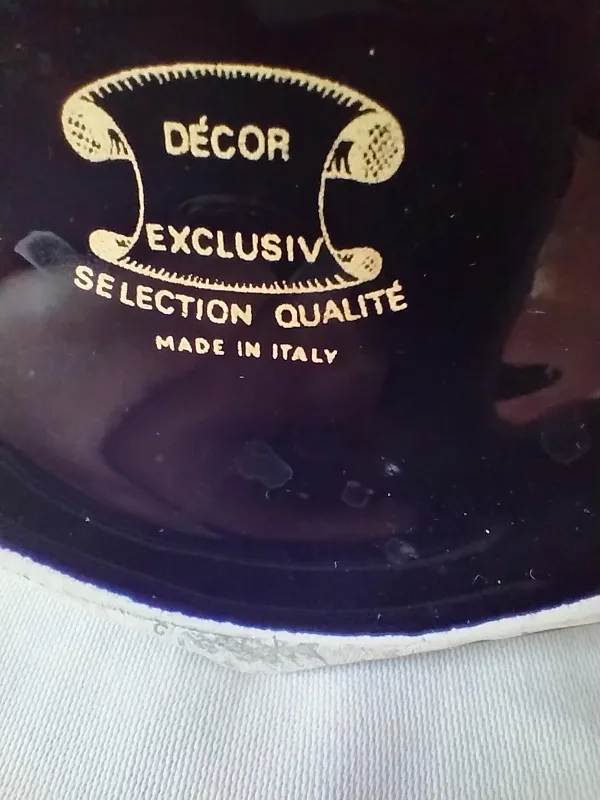 DÉCOR
EXCLUSIV
SELECTION QUALITÉ
MADE IN ITALY